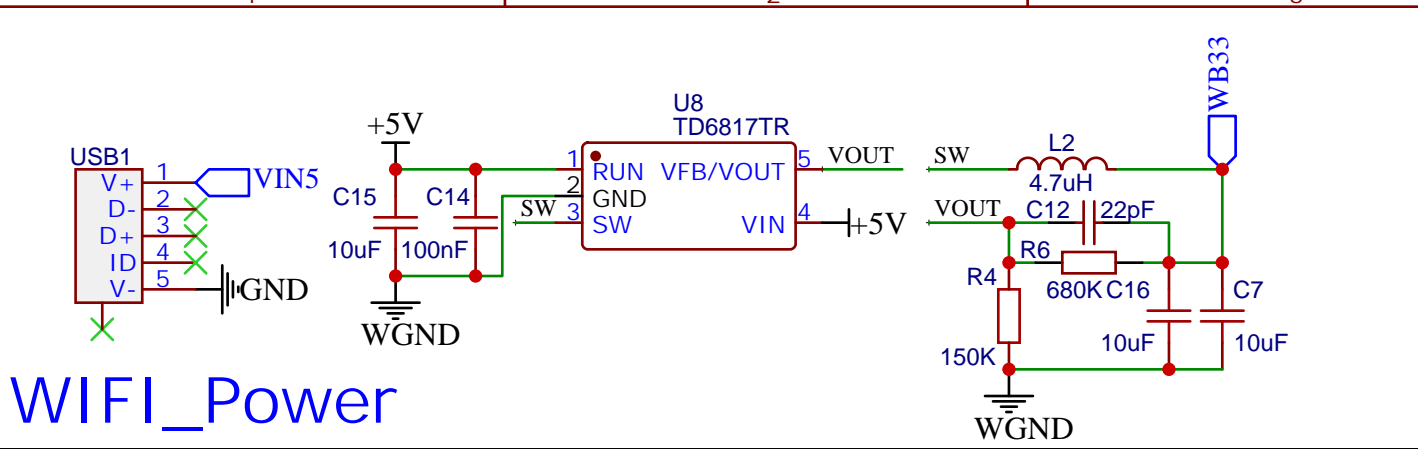 2
WB33
U8
TD6817TR
+5V
USB1
V+ 1 VIN5
D- 2
D+ 3
ID 4
V- 5 GND
C15
10uF
C14
100nF
WGND
1 RUN VFB/VOUT 5 VOUT
2 GND
SW 3 SW VIN 4 +5V
SW
L2
4.7uH
VOUT
C12 22pF
R6
680K
R4
150K
C16
10uF
C7
10uF
WGND
WIFI_Power